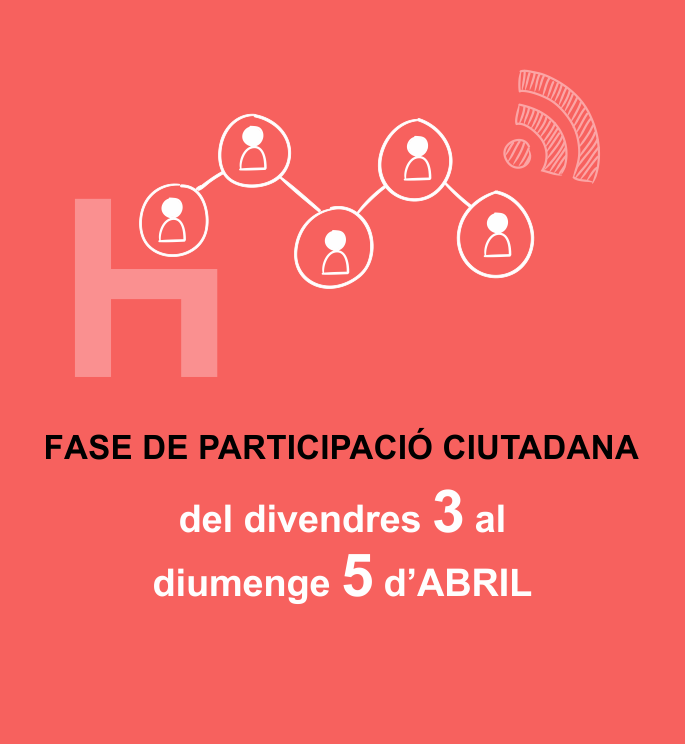 h
FASE DE PARTICIPACIÓ CIUTADANA
del divendres 3 al
diumenge 5 d’ABRIL